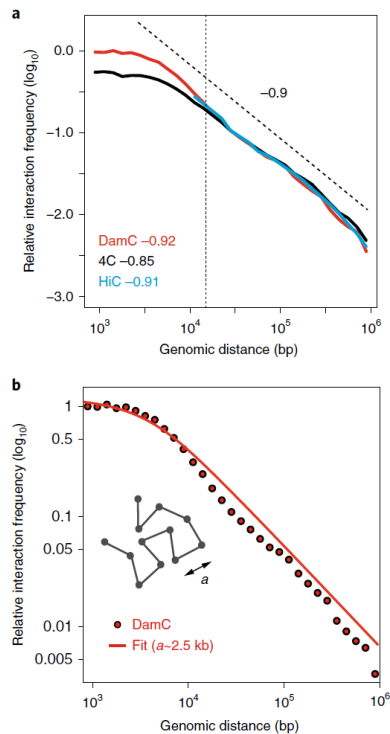 a
Relative interaction frequency (log10)
0.0
−1.0
−2.0
−3.0
−0.9
DamC −0.92
4C −0.85
HiC −0.91
10^3
10^4
10^5
10^6
Genomic distance (bp)
b
Relative interaction frequency (log10)
1
0.5
0.1
0.05
0.01
0.005
a
DamC
Fit (a~2.5 kb)
10^3
10^4
10^5
10^6
Genomic distance (bp)